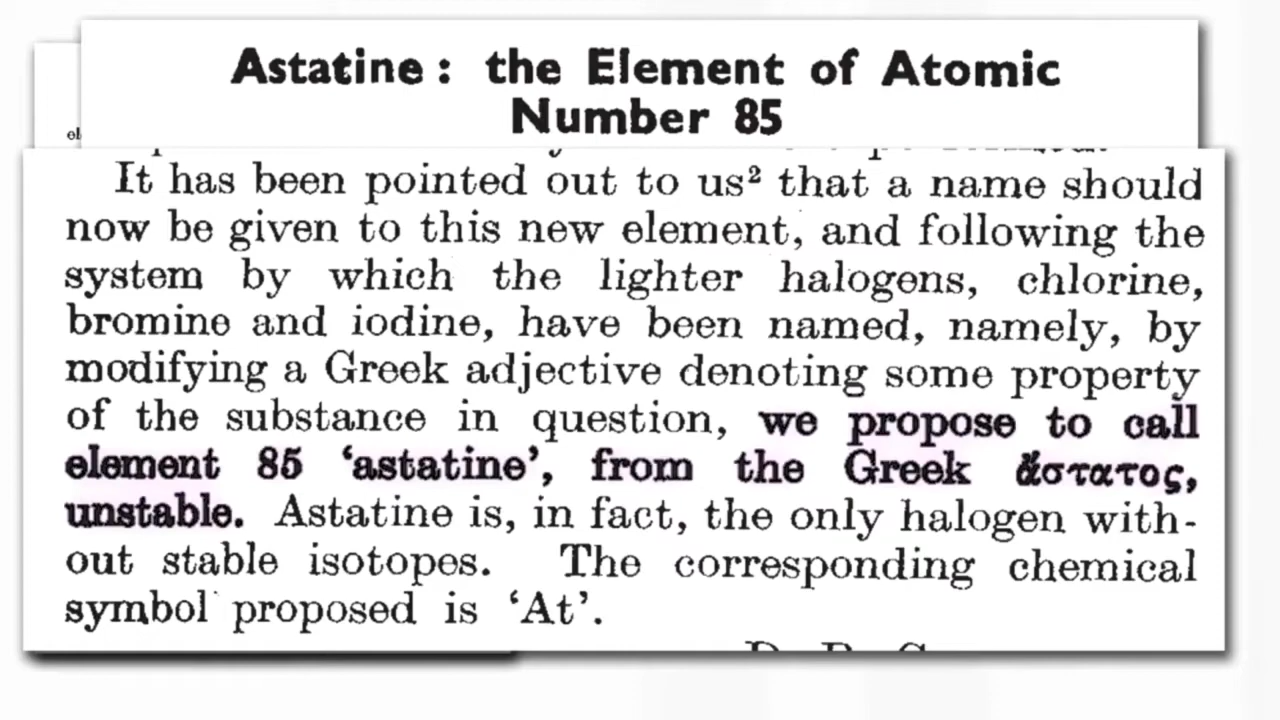 Astatine : the Element of Atomic
Number 85
el
It has been pointed out to us² that a name should
now be given to this new element, and following the
system by which the lighter halogens, chlorine,
bromine and iodine, have been named, namely, by
modifying a Greek adjective denoting some property
of the substance in question, we propose to call
element 85 ‘astatine’, from the Greek ἄστατος,
unstable. Astatine is, in fact, the only halogen with-
out stable isotopes. The corresponding chemical
symbol proposed is ‘At’.